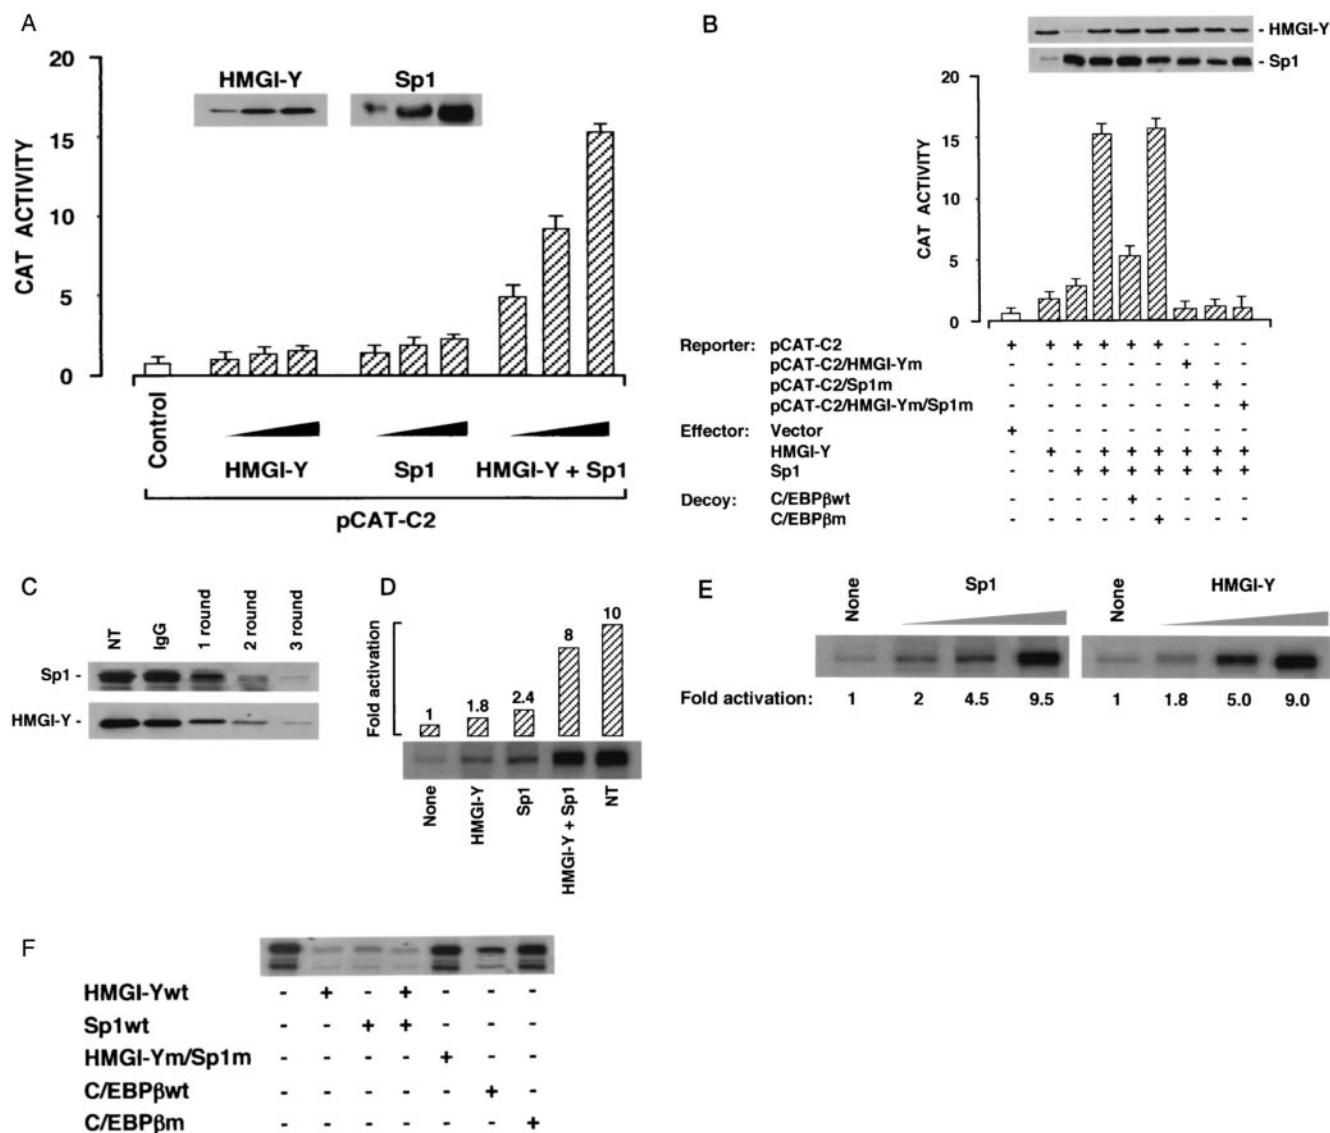 A
20
15
10
5
0
CAT ACTIVITY
HMGI-Y Sp1
Control
HMGI-Y Sp1 HMGI-Y + Sp1
pCAT-C2
B
- HMGI-Y
- Sp1
20
15
10
5
0
CAT ACTIVITY
Reporter: pCAT-C2 + + + + + + - - -
pCAT-C2/HMGI-Ym - - - - - - + - -
pCAT-C2/Sp1m - - - - - - - + -
pCAT-C2/HMGI-Ym/Sp1m - - - - - - - - +
Effector: Vector + - - - - - - - -
HMGI-Y - + - + + + + + +
Sp1 - - + + + + + + +
Decoy: C/EBPβwt - - - - + - - - -
C/EBPβm - - - - - + - - -
C
NT IgG 1 round 2 round 3 round
Sp1 -
HMGI-Y -
D
Fold activation
1 1.8 2.4 8 10
None HMGI-Y Sp1 HMGI-Y + Sp1 NT
E
None Sp1 None HMGI-Y
Fold activation: 1 2 4.5 9.5 1 1.8 5.0 9.0
F
HMGI-Ywt - + - + - - -
Sp1wt - - + + - - -
HMGI-Ym/Sp1m - - - - + - -
C/EBPβwt - - - - - + -
C/EBPβm - - - - - - +